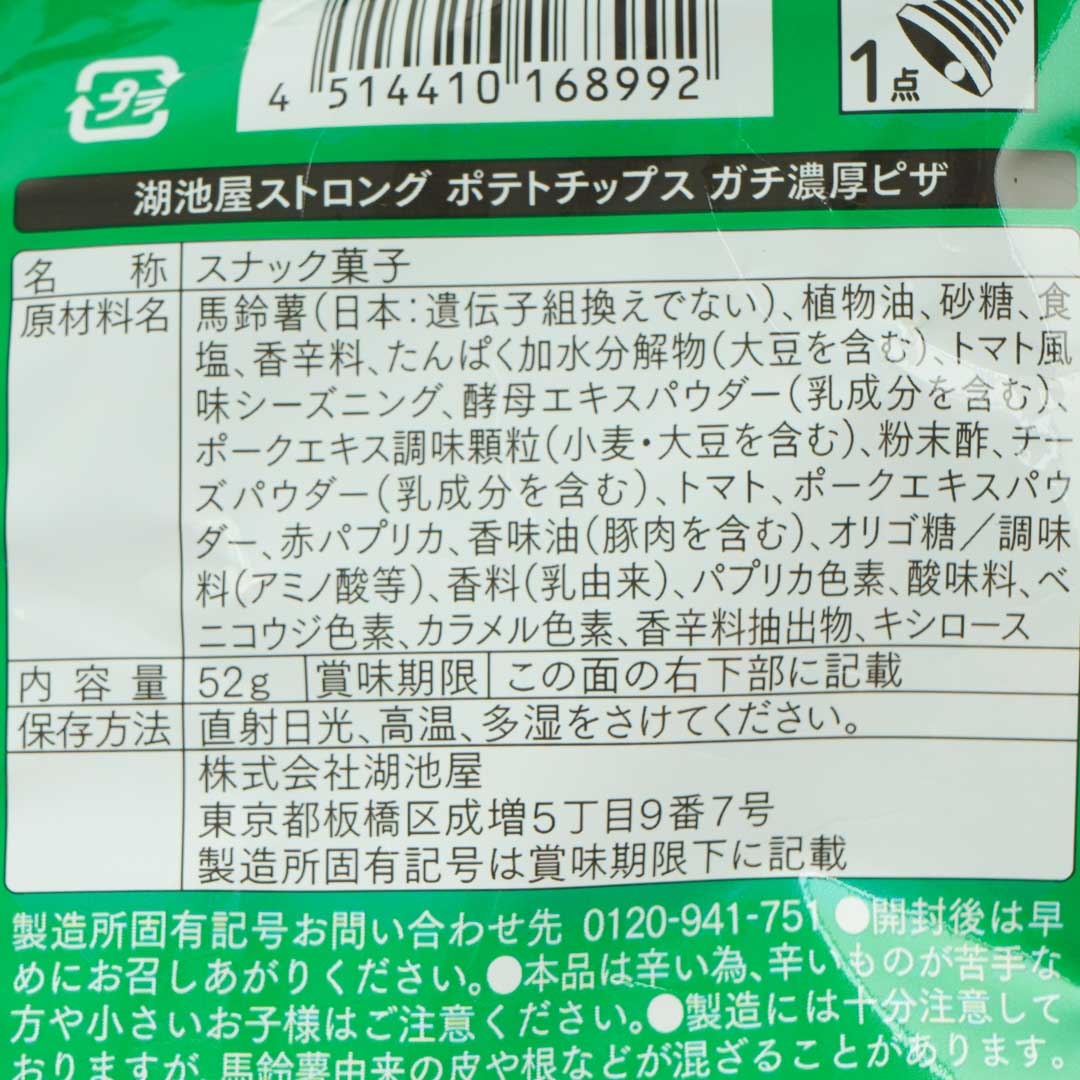 プラ
4 514410 168992
1点
湖池屋ストロング ポテトチップス ガチ濃厚ピザ
名 称 スナック菓子
原材料名 馬鈴薯(日本:遺伝子組換えでない)、植物油、砂糖、食
塩、香辛料、たんぱく加水分解物(大豆を含む)、トマト風
味シーズニング、酵母エキスパウダー(乳成分を含む)、
ポークエキス調味顆粒(小麦・大豆を含む)、粉末酢、チー
ズパウダー(乳成分を含む)、トマト、ポークエキスパウ
ダー、赤パプリカ、香味油(豚肉を含む)、オリゴ糖/調味
料(アミノ酸等)、香料(乳由来)、パプリカ色素、酸味料、ベ
ニコウジ色素、カラメル色素、香辛料抽出物、キシロース
内容量 52g 賞味期限 この面の右下部に記載
保存方法 直射日光、高温、多湿をさけてください。
株式会社湖池屋
東京都板橋区成増5丁目9番7号
製造所固有記号は賞味期限下に記載
製造所固有記号お問い合わせ先 0120-941-751 ●開封後は早
めにお召しあがりください。●本品は辛い為、辛いものが苦手な
方や小さいお子様はご注意ください。●製造には十分注意して
おりますが、馬鈴薯由来の皮や根などが混ざることがあります。